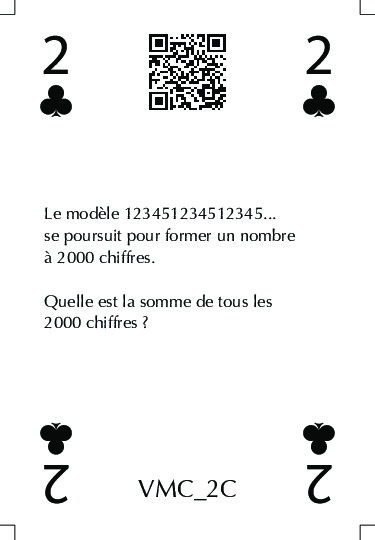 2 2
Le modèle 123451234512345...
se poursuit pour former un nombre
à 2000 chiffres.
Quelle est la somme de tous les
2000 chiffres ?
2 VMC_2C 2